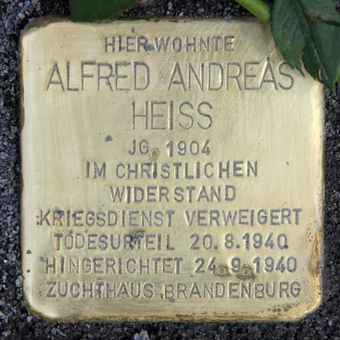 HIER WOHNTE
ALFRED ANDREAS
HEISS
JG. 1904
IM CHRISTLICHEN
WIDERSTAND
KRIEGSDIENST VERWEIGERT
TODESURTEIL 20.8.1940
HINGERICHTET 24.9.1940
ZUCHTHAUS BRANDENBURG